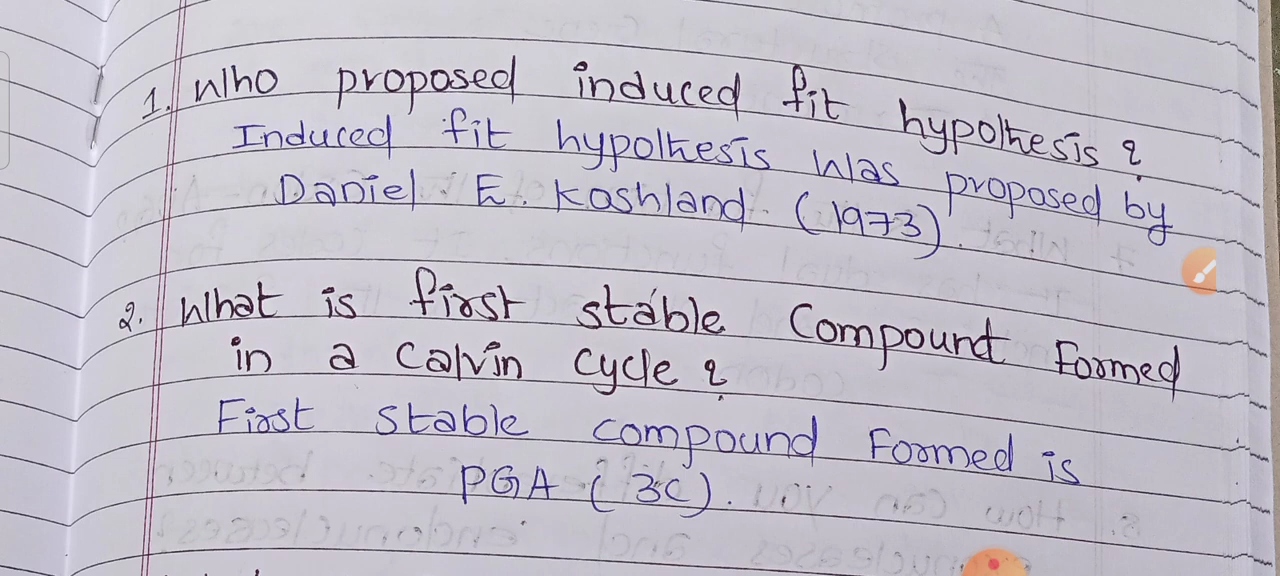 1. Who proposed induced fit hypothesis ?
Induced fit hypothesis was proposed by
Daniel E. Koshland. (1973).
2. What is first stable Compound Formed
in a Calvin Cycle ?
First stable compound Formed is
PGA (3C).